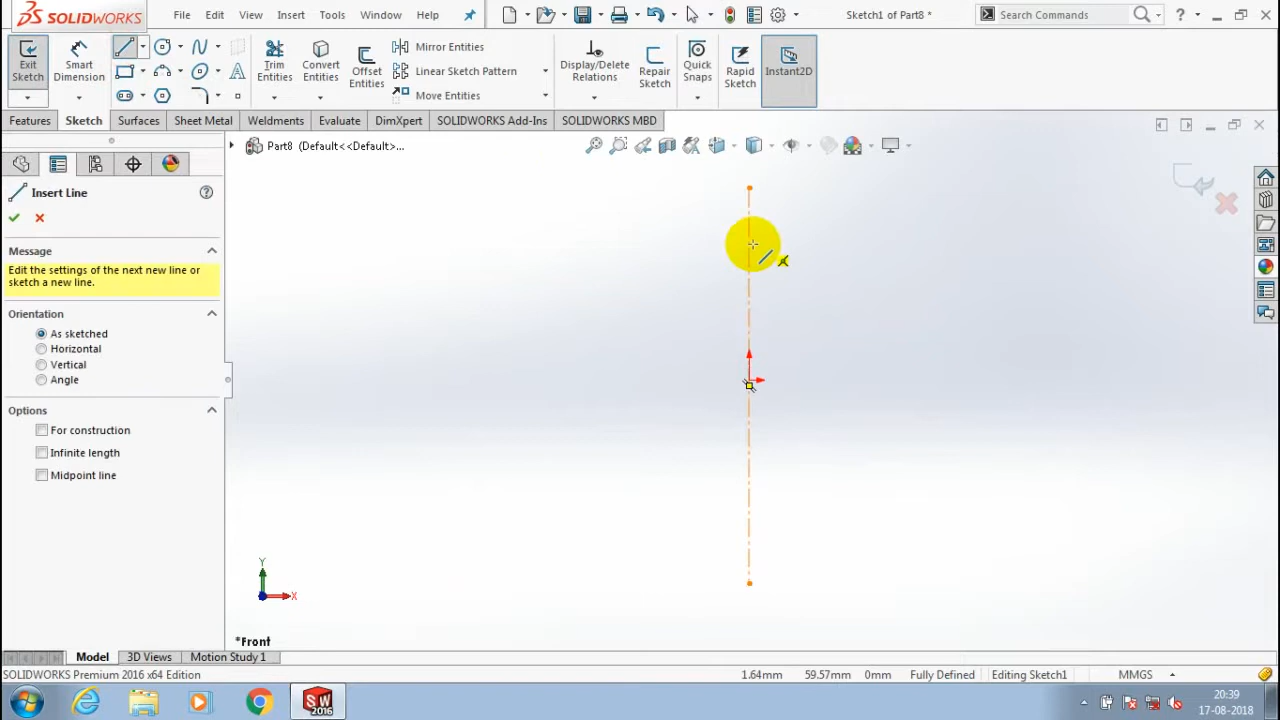 SOLIDWORKS File Edit View Insert Tools Window Help Sketch1 of Part8 * Search Commands ?
Exit Sketch
Smart Dimension
Trim Entities
Convert Entities
Offset Entities
Mirror Entities
Linear Sketch Pattern
Move Entities
Display/Delete Relations
Repair Sketch
Quick Snaps
Rapid Sketch
Instant2D
Features Sketch Surfaces Sheet Metal Weldments Evaluate DimXpert SOLIDWORKS Add-Ins SOLIDWORKS MBD
Part8 (Default<<Default>...
Insert Line
Message
Edit the settings of the next new line or
sketch a new line.
Orientation
As sketched
Horizontal
Vertical
Angle
Options
For construction
Infinite length
Midpoint line
Y
X
*Front
Model 3D Views Motion Study 1
SOLIDWORKS Premium 2016 x64 Edition 1.64mm 59.57mm 0mm Fully Defined Editing Sketch1 MMGS
SW 2016
20:39
17-08-2018